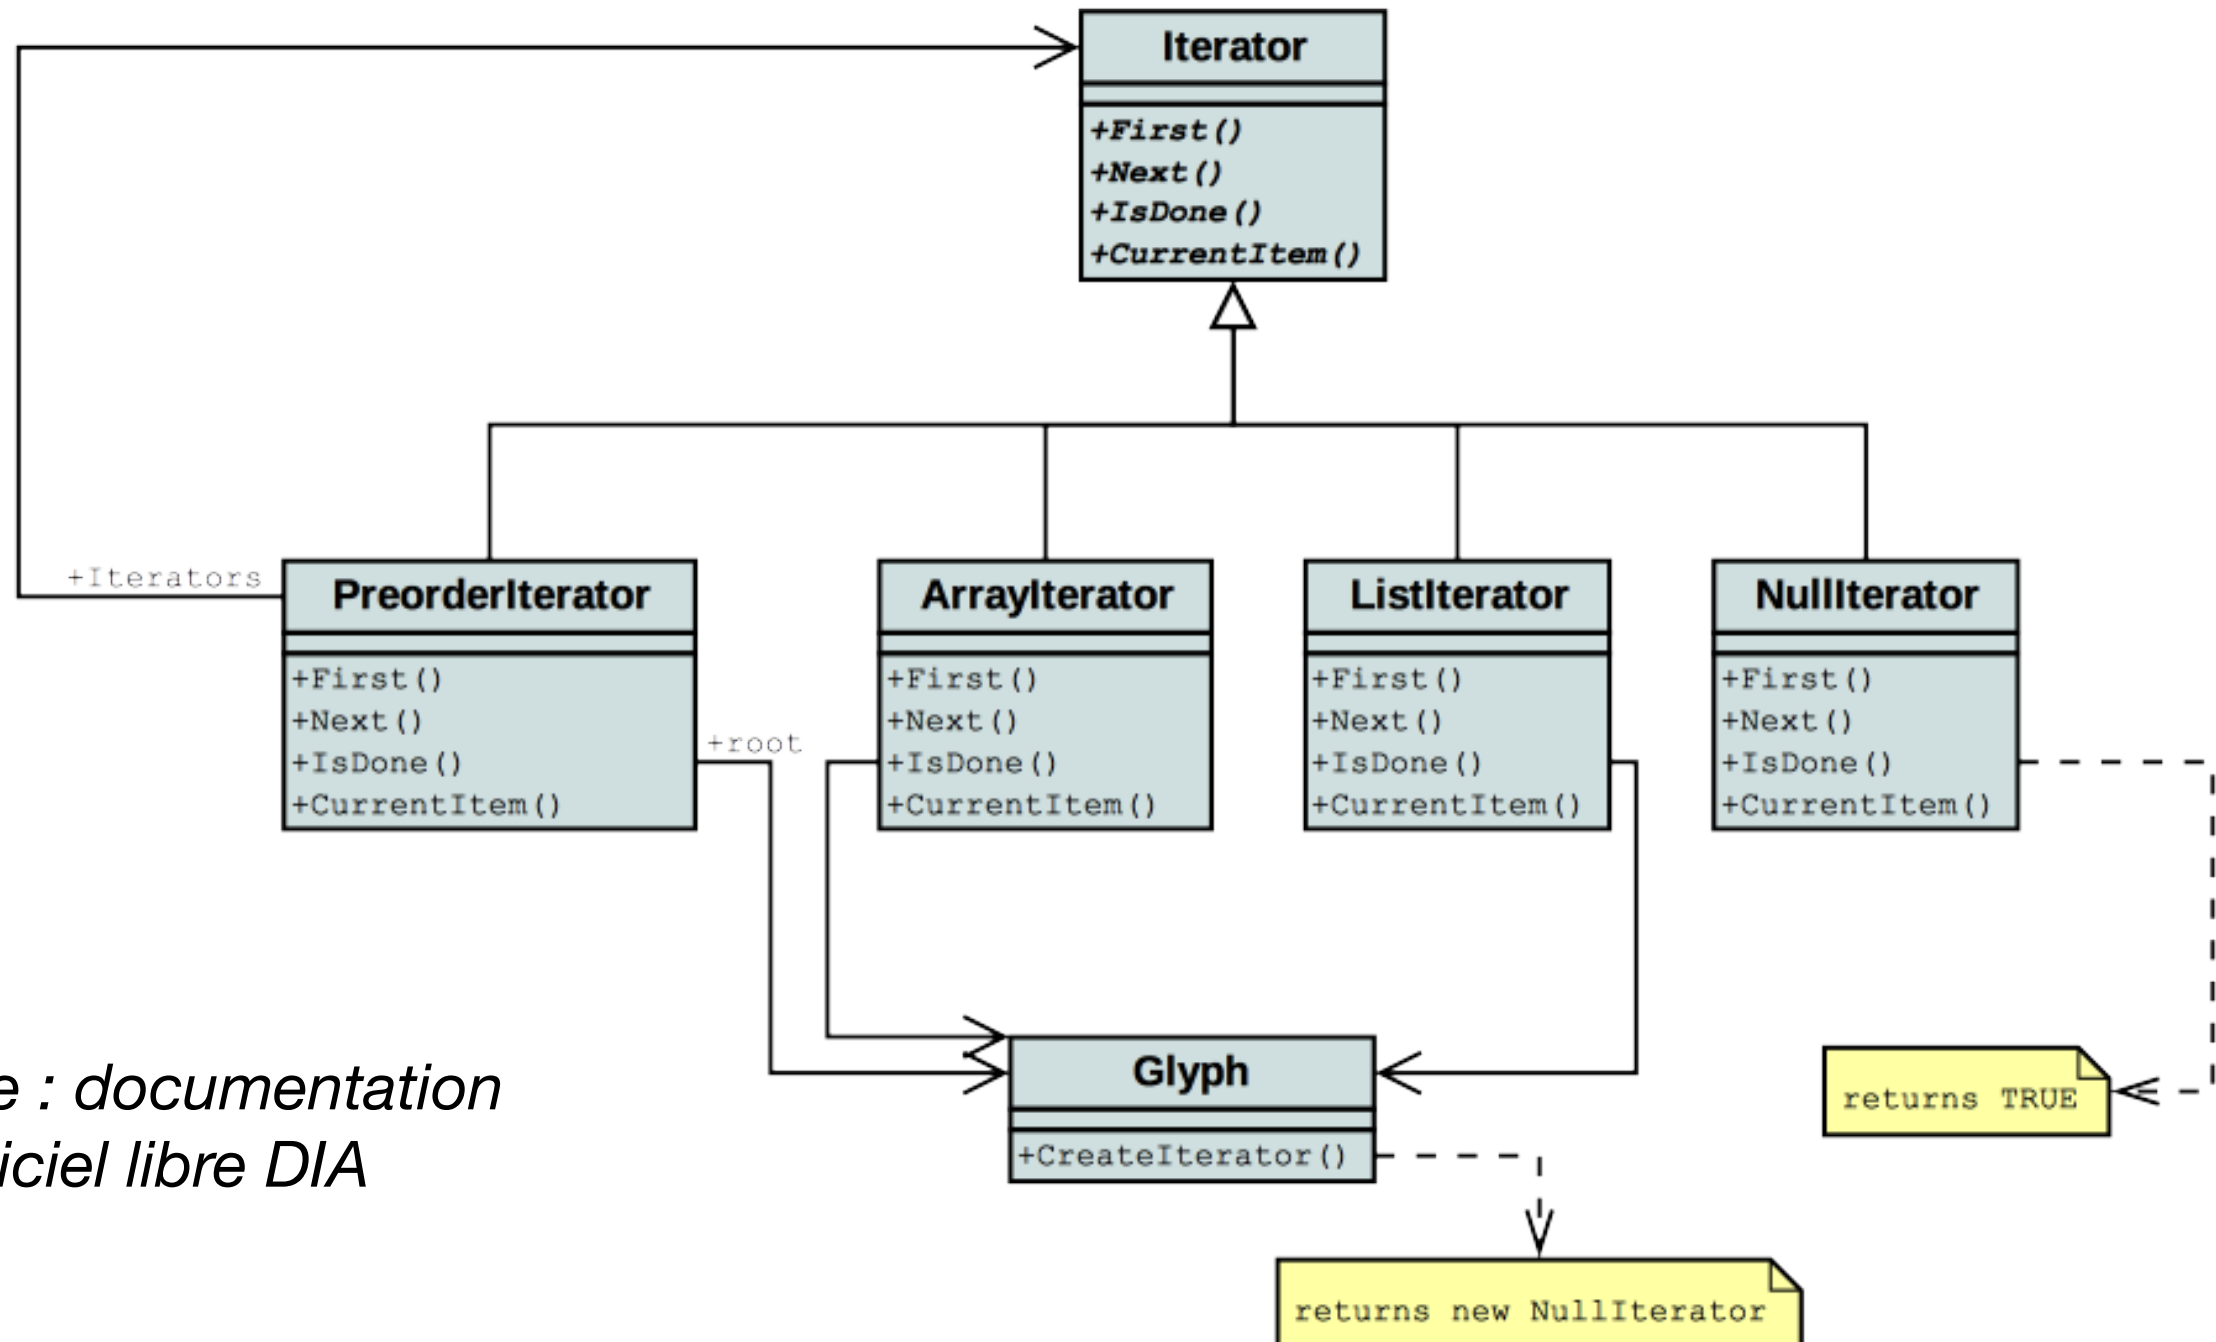 Iterator
+First()
+Next()
+IsDone()
+CurrentItem()
+Iterators
PreorderIterator
+First()
+Next()
+IsDone()
+CurrentItem()
+root
ArrayIterator
+First()
+Next()
+IsDone()
+CurrentItem()
ListIterator
+First()
+Next()
+IsDone()
+CurrentItem()
NullIterator
+First()
+Next()
+IsDone()
+CurrentItem()
Glyph
+CreateIterator()
returns TRUE
returns new NullIterator
: documentation
libre DIA